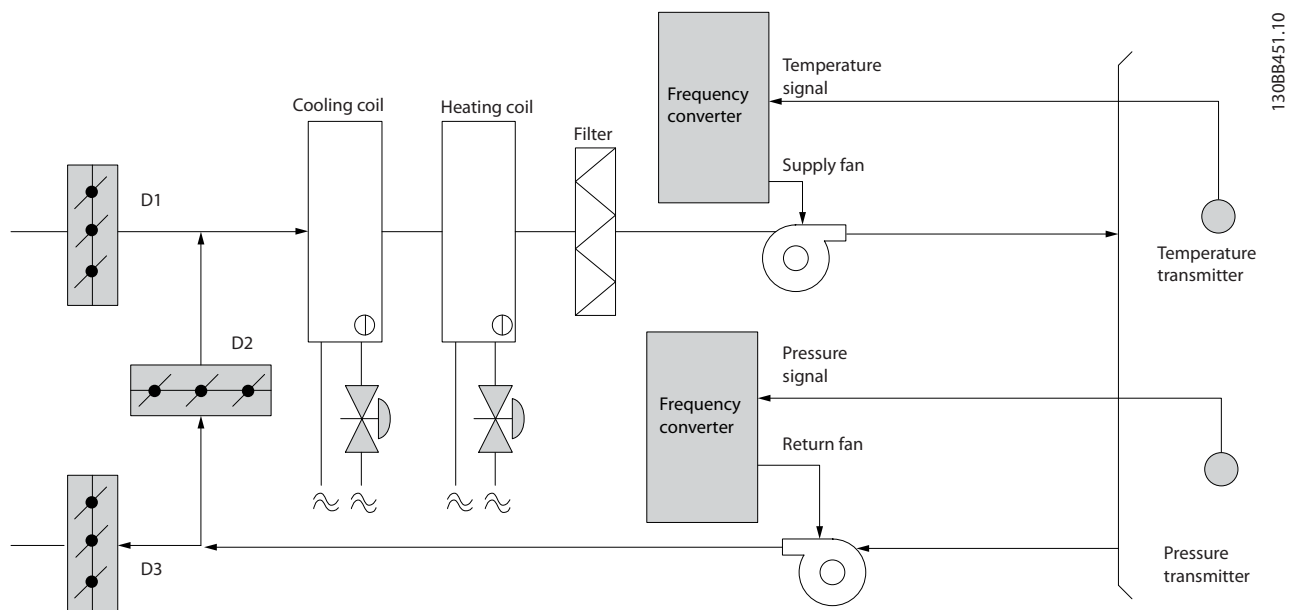 130BB451.10
Temperature
signal
Frequency
converter
Cooling coil
Heating coil
Filter
Supply fan
D1
Temperature
transmitter
D2
Pressure
signal
Frequency
converter
Return fan
D3
Pressure
transmitter